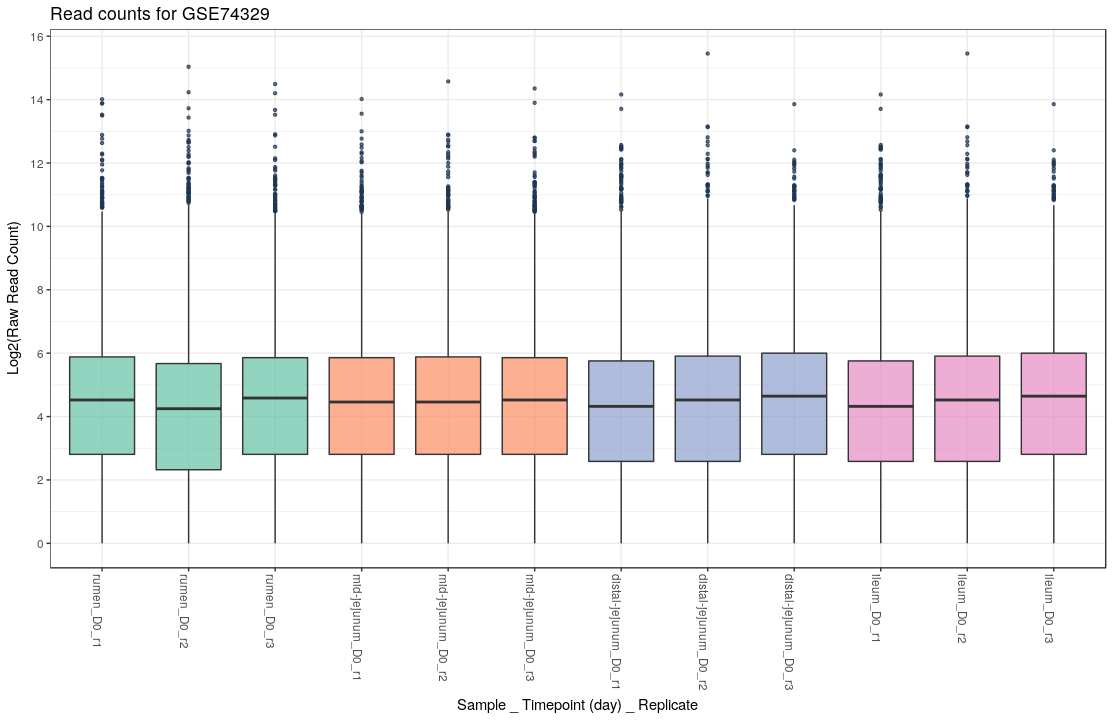 Read counts for GSE74329
Log2(Raw Read Count)
16
14
12
10
8
6
4
2
0
rumen_D0_r1
rumen_D0_r2
rumen_D0_r3
mid-jejunum_D0_r1
mid-jejunum_D0_r2
mid-jejunum_D0_r3
distal-jejunum_D0_r1
distal-jejunum_D0_r2
distal-jejunum_D0_r3
ileum_D0_r1
ileum_D0_r2
ileum_D0_r3
Sample _ Timepoint (day) _ Replicate